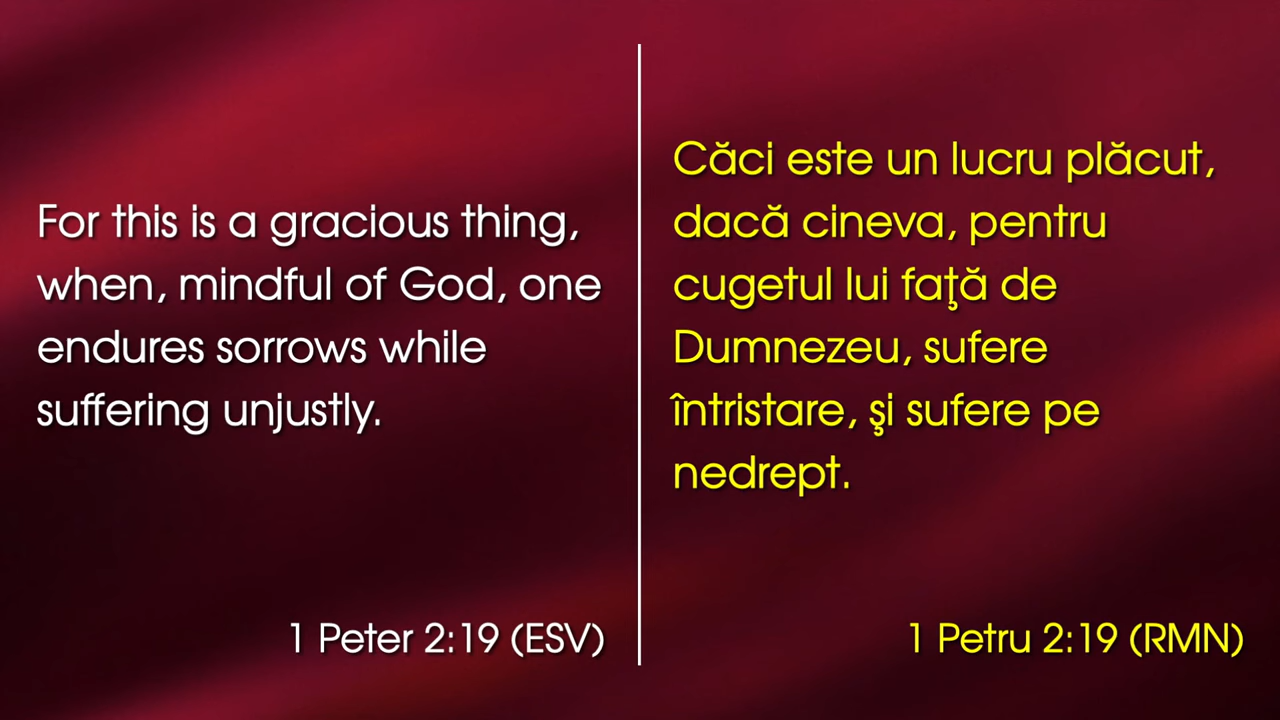 For this is a gracious thing,
when, mindful of God, one
endures sorrows while
suffering unjustly.
1 Peter 2:19 (ESV)
Căci este un lucru plăcut,
dacă cineva, pentru
cugetul lui faţă de
Dumnezeu, sufere
întristare, şi sufere pe
nedrept.
1 Petru 2:19 (RMN)